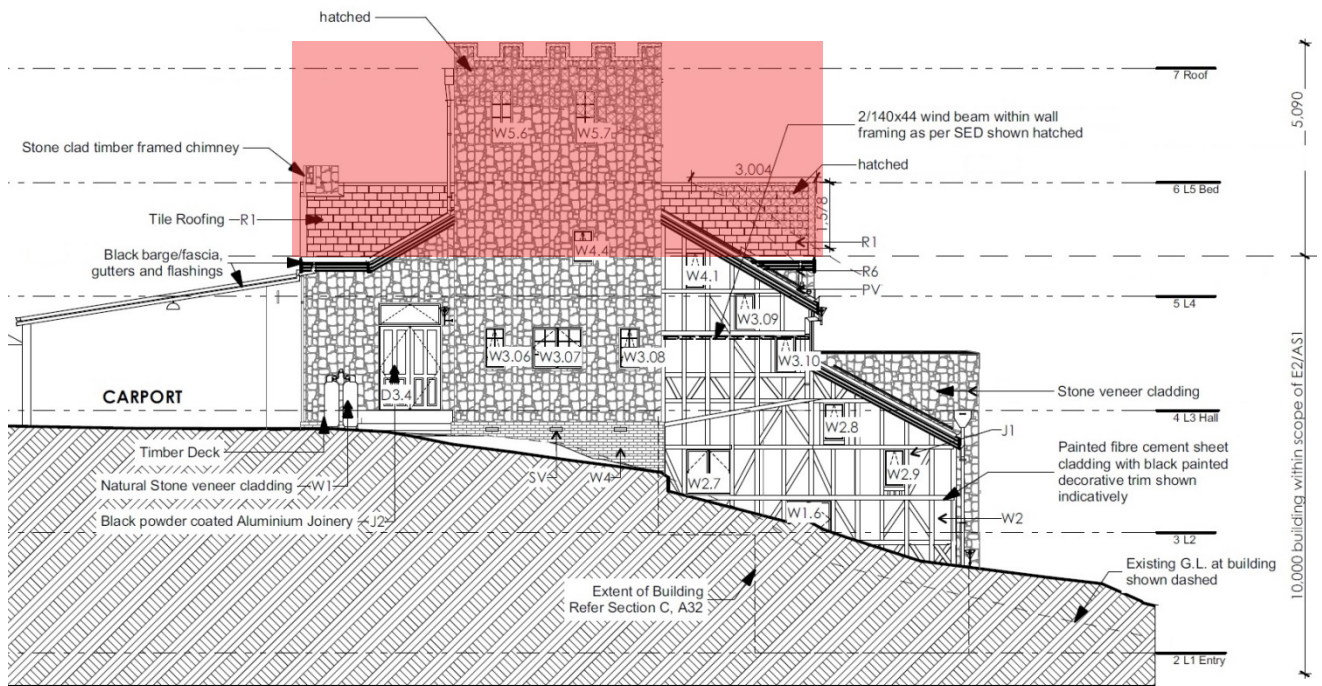 hatched
7 Roof
5,090
W5.6
W5.7
2/140x44 wind beam within wall
framing as per SED shown hatched
Stone clad timber framed chimney
3,004
hatched
6 L5 Bed
1,578
Tile Roofing
R1
W4.4
R1
Black barge/fascia,
gutters and flashings
W4.1
R6
PV
5 L4
W3.09
W3.06
W3.07
W3.08
W3.10
D3.4
CARPORT
Stone veneer cladding
4 L3 Hall
W2.8
J1
Timber Deck
Painted fibre cement sheet
cladding with black painted
decorative trim shown
indicatively
Natural Stone veneer cladding
W1
SV
W4
W2.7
W2.9
Black powder coated Aluminium Joinery
J2
W1.6
W2
3 L2
Extent of Building
Refer Section C, A32
Existing G.L. at building
shown dashed
10,000 building within scope of E2/AS1
2 L1 Entry